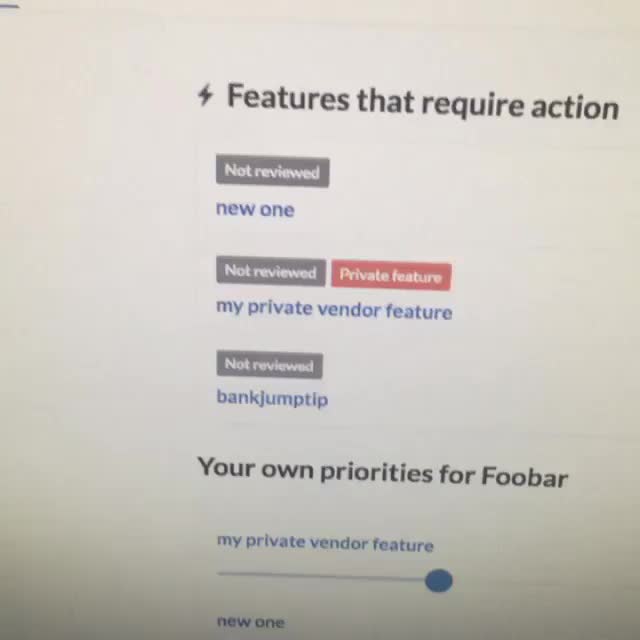 Features that require action
Not reviewed
new one
Not reviewed Private feature
my private vendor feature
Not reviewed
bankjumptip
Your own priorities for Foobar
my private vendor feature
new one